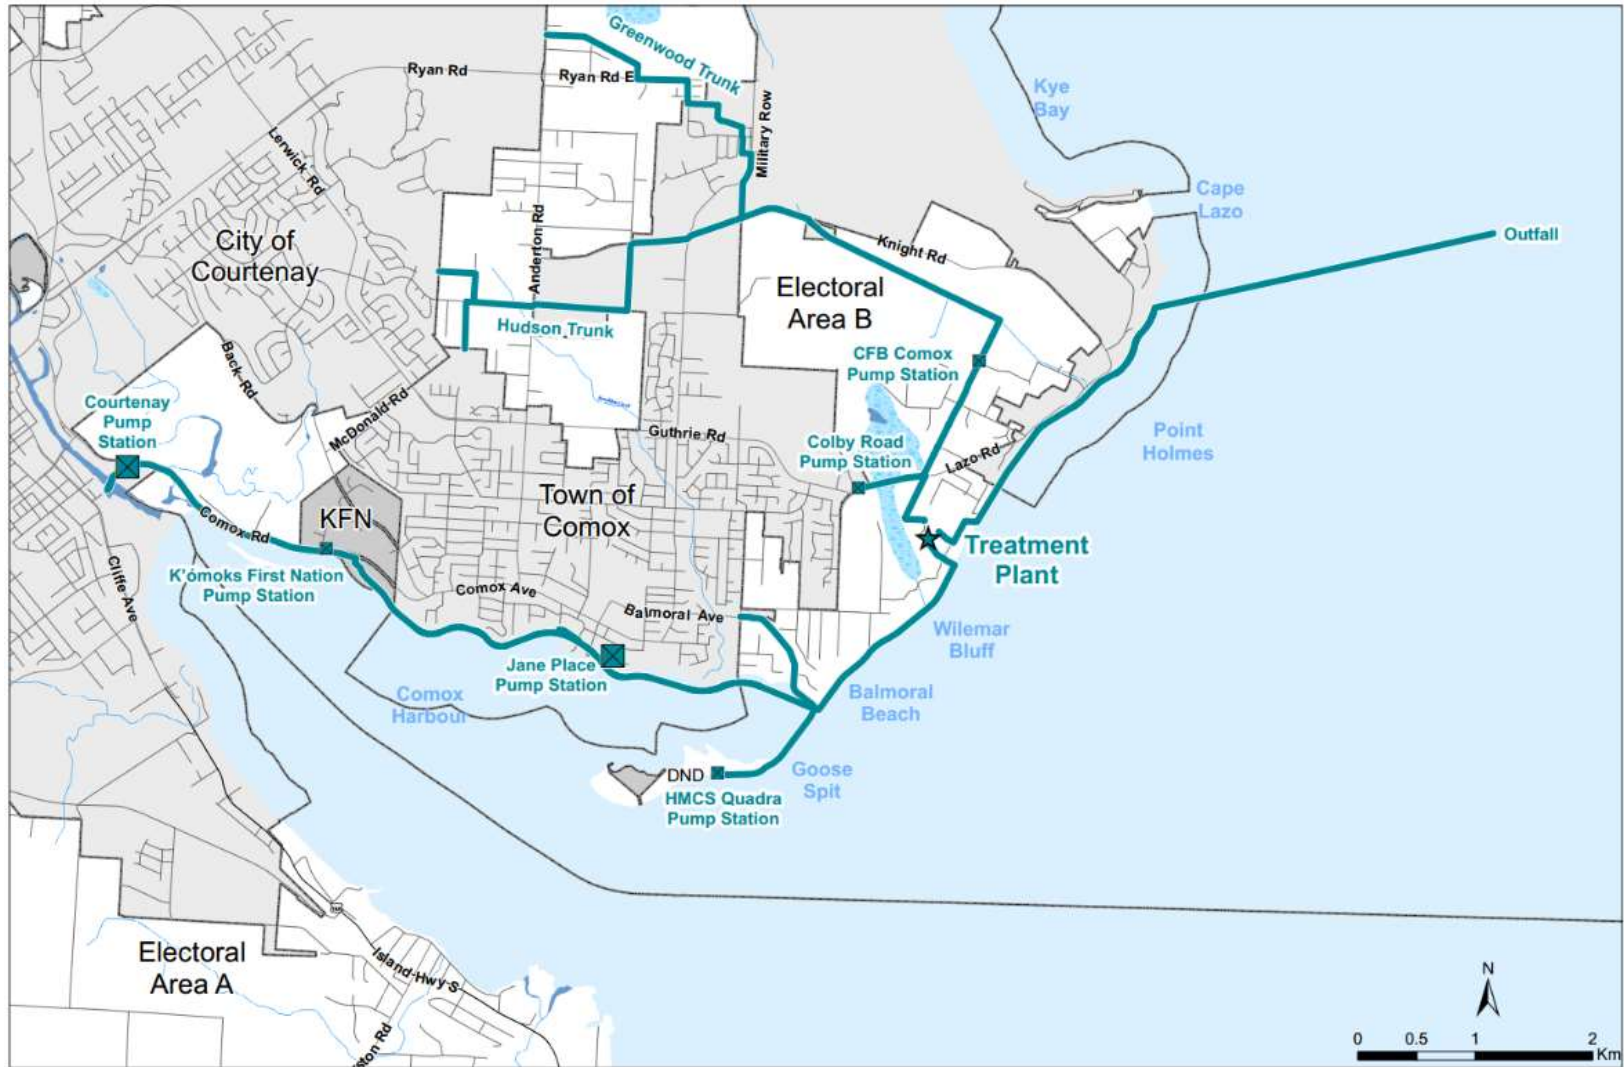 Greenwood Trunk
Ryan Rd
Ryan Rd E
Military Row
Kye
Bay
Lerwick Rd
Cape
Lazo
City of
Courtenay
Anderton Rd
Knight Rd
Outfall
Electoral
Area B
Hudson Trunk
Back Rd
CFB Comox
Pump Station
McDonald Rd
Courtenay
Pump
Station
Guthrie Rd
Colby Road
Pump Station
Lazo Rd
Point
Holmes
Town of
Comox
KFN
Comox Rd
Treatment
Plant
Cliffe Ave
K'ómoks First Nation
Pump Station
Comox Ave
Balmoral Ave
Wilemar
Bluff
Jane Place
Pump Station
Comox
Harbour
Balmoral
Beach
DND
Goose
Spit
HMCS Quadra
Pump Station
Electoral
Area A
Island Hwy S
ston Rd
N
0 0.5 1 2
Km